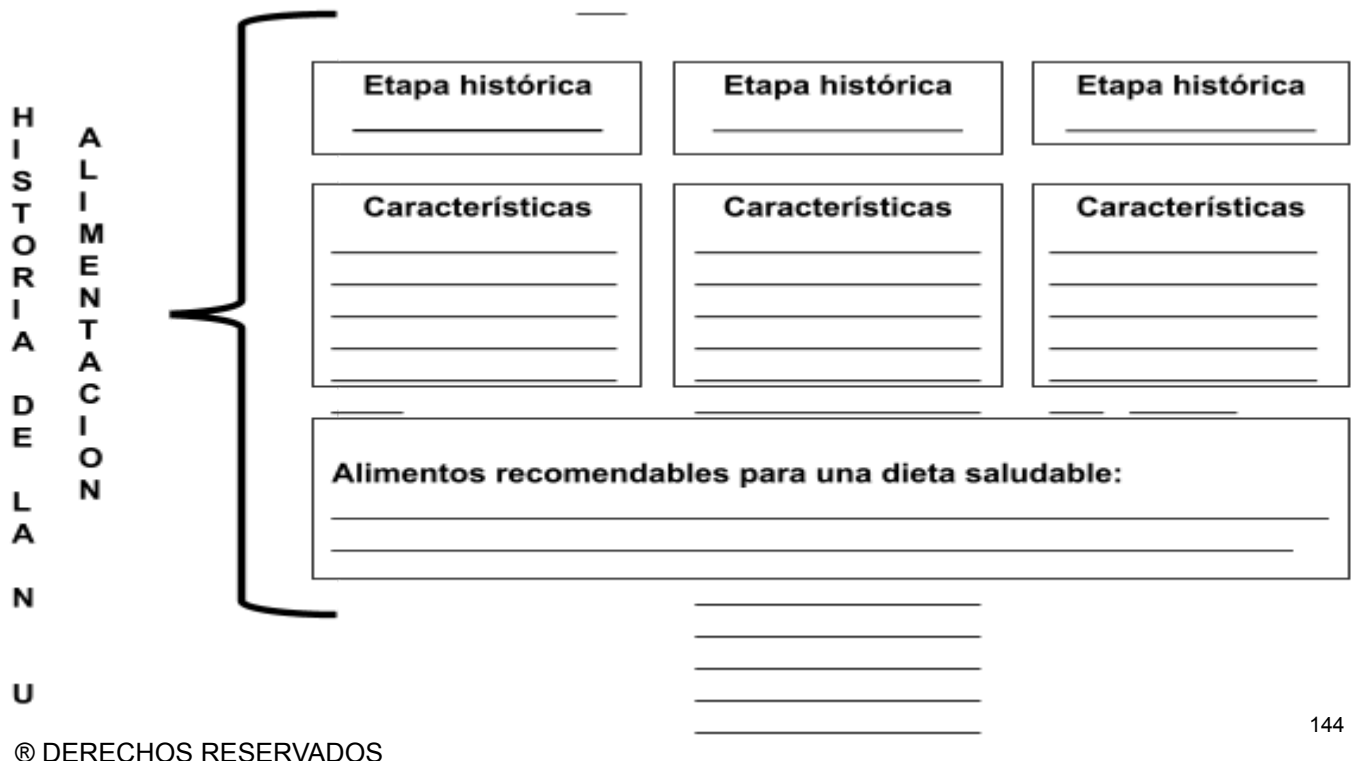 HISTORIA DE LA NU
ALIMENTACION
Etapa histórica
Etapa histórica
Etapa histórica
Características
Características
Características
Alimentos recomendables para una dieta saludable:
144
® DERECHOS RESERVADOS